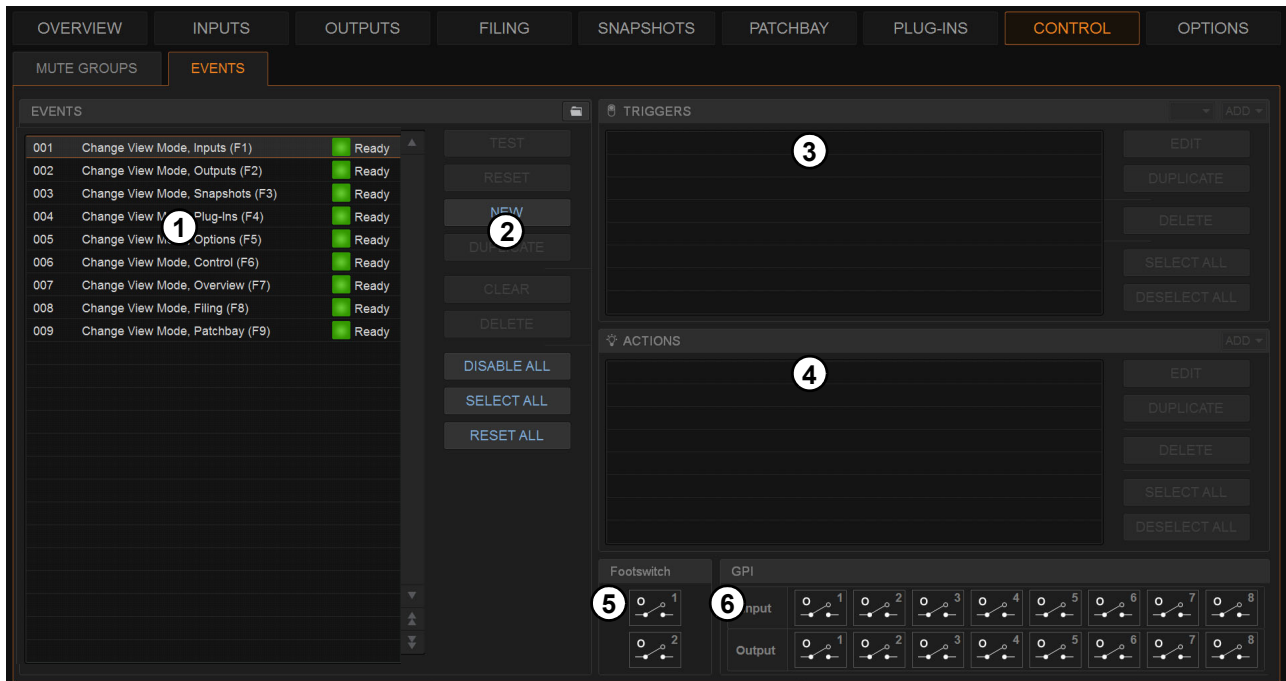 OVERVIEW INPUTS OUTPUTS FILING SNAPSHOTS PATCHBAY PLUG-INS CONTROL OPTIONS
MUTE GROUPS EVENTS
EVENTS
001 Change View Mode, Inputs (F1) Ready
002 Change View Mode, Outputs (F2) Ready
003 Change View Mode, Snapshots (F3) Ready
004 Change View Plug-Ins (F4) Ready
005 Change View Options (F5) Ready
006 Change View Mode, Control (F6) Ready
007 Change View Mode, Overview (F7) Ready
008 Change View Mode, Filing (F8) Ready
009 Change View Mode, Patchbay (F9) Ready
1
TEST
RESET
NEW
2
DUPLICATE
CLEAR
DELETE
DISABLE ALL
SELECT ALL
RESET ALL
TRIGGERS ADD
3
EDIT
DUPLICATE
DELETE
SELECT ALL
DESELECT ALL
ACTIONS ADD
4
EDIT
DUPLICATE
DELETE
SELECT ALL
DESELECT ALL
Footswitch
5
O 1
O 2
GPI
6
Input O 1 O 2 O 3 O 4 O 5 O 6 O 7 O 8
Output O 1 O 2 O 3 O 4 O 5 O 6 O 7 O 8